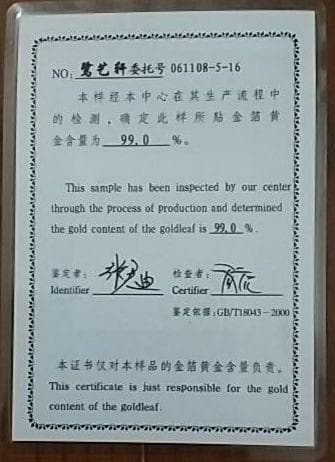 NO: 鹭艺轩委托号 061108-5-16
本样经本中心在其生产流程中
的检测,确定此样所贴金箔黄
金含量为 99.0 %。
This sample has been inspected by our center
through the Process of Production and determined
the gold content of the goldleaf is 99.0 %.
鉴定者: 检查者:
Identifier Certifier
鉴定依据:GB/T18043-2000
本证书仅对本样品的金箔黄金含量负责。
This certificate is just responsible for the gold
content of the goldleaf.